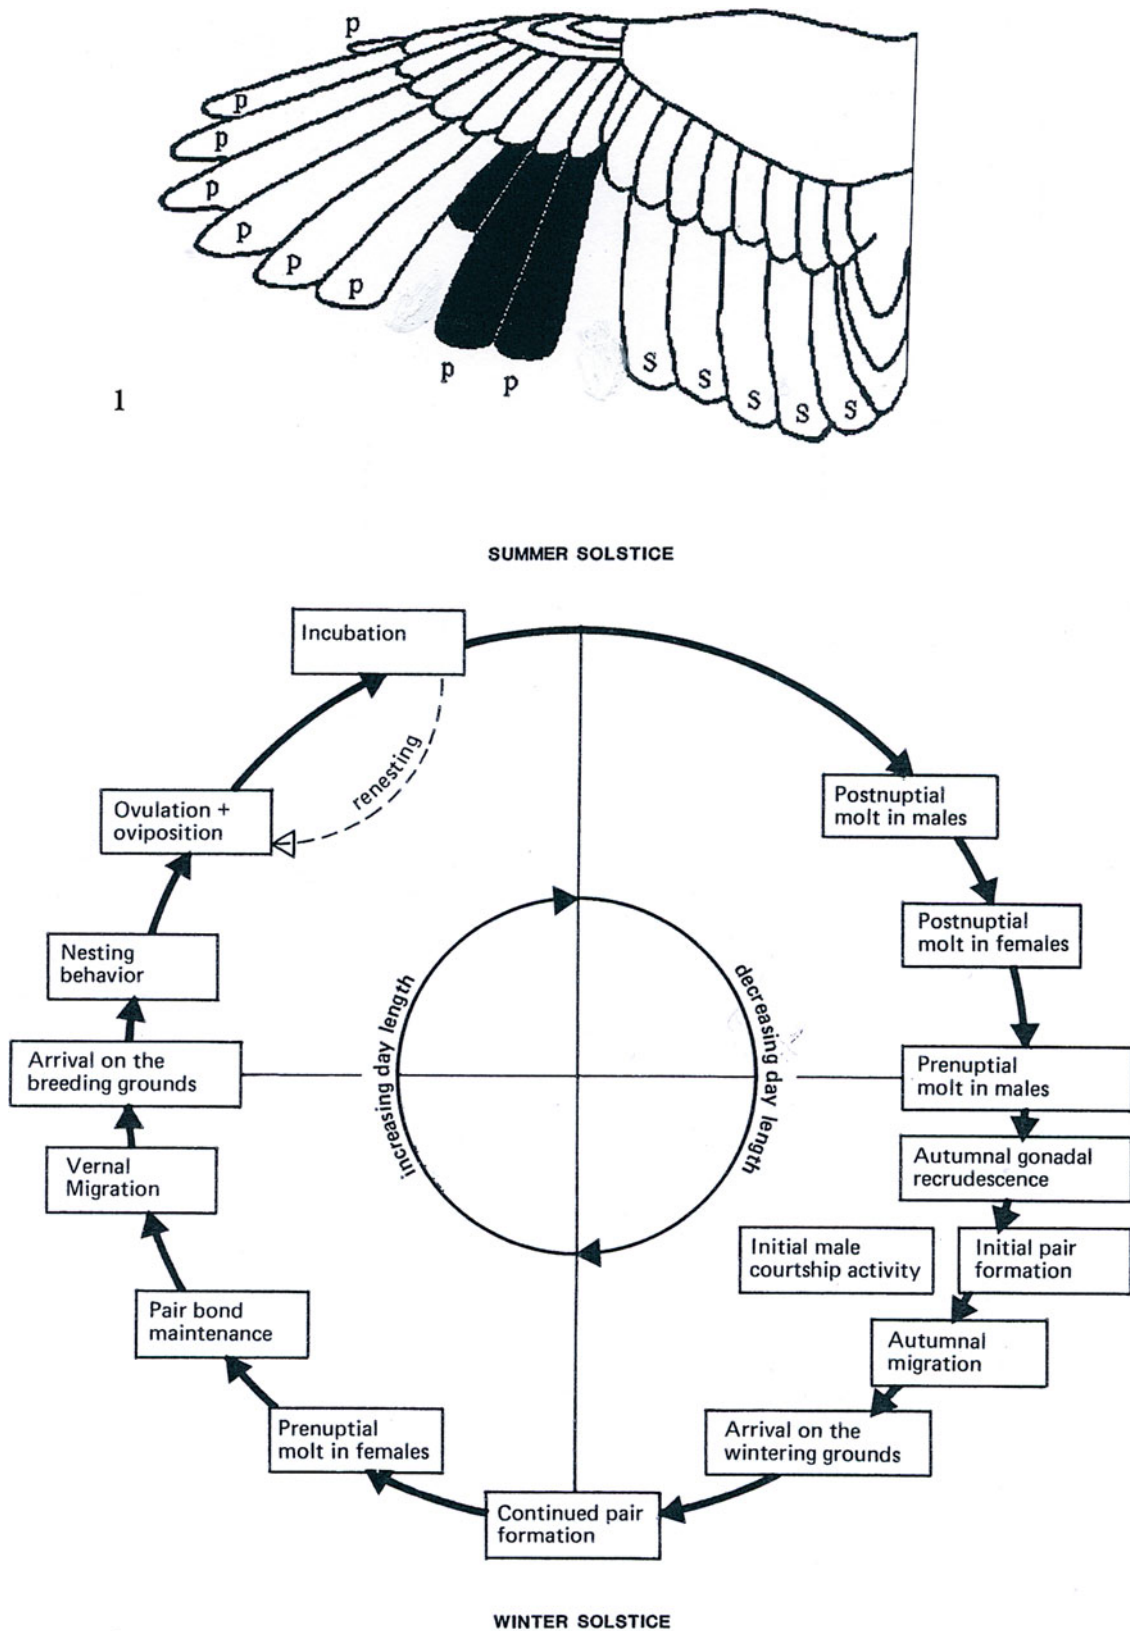 p
p
p
p
p
p
p
p
p
S
S
S
S
S
1
SUMMER SOLSTICE
Incubation
renesting
Ovulation +
oviposition
Postnuptial
molt in males
Nesting
behavior
Postnuptial
molt in females
increasing day length
decreasing day length
Arrival on the
breeding grounds
Prenuptial
molt in males
Vernal
Migration
Autumnal gonadal
recrudescence
Initial male
courtship activity
Initial pair
formation
Pair bond
maintenance
Autumnal
migration
Prenuptial
molt in females
Arrival on the
wintering grounds
Continued pair
formation
WINTER SOLSTICE